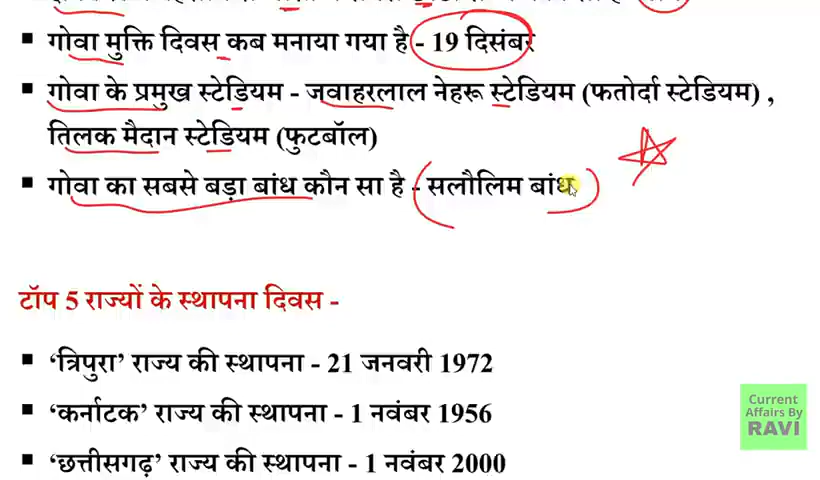 ▪ गोवा मुक्ति दिवस कब मनाया गया है - 19 दिसंबर
▪ गोवा के प्रमुख स्टेडियम - जवाहरलाल नेहरू स्टेडियम (फतोर्दा स्टेडियम) ,
तिलक मैदान स्टेडियम (फुटबॉल)
▪ गोवा का सबसे बड़ा बांध कौन सा है - सलौलिम बांध
टॉप 5 राज्यों के स्थापना दिवस -
▪ ‘त्रिपुरा’ राज्य की स्थापना - 21 जनवरी 1972
▪ ‘कर्नाटक’ राज्य की स्थापना - 1 नवंबर 1956
▪ ‘छत्तीसगढ़’ राज्य की स्थापना - 1 नवंबर 2000
Current
Affairs By
RAVI